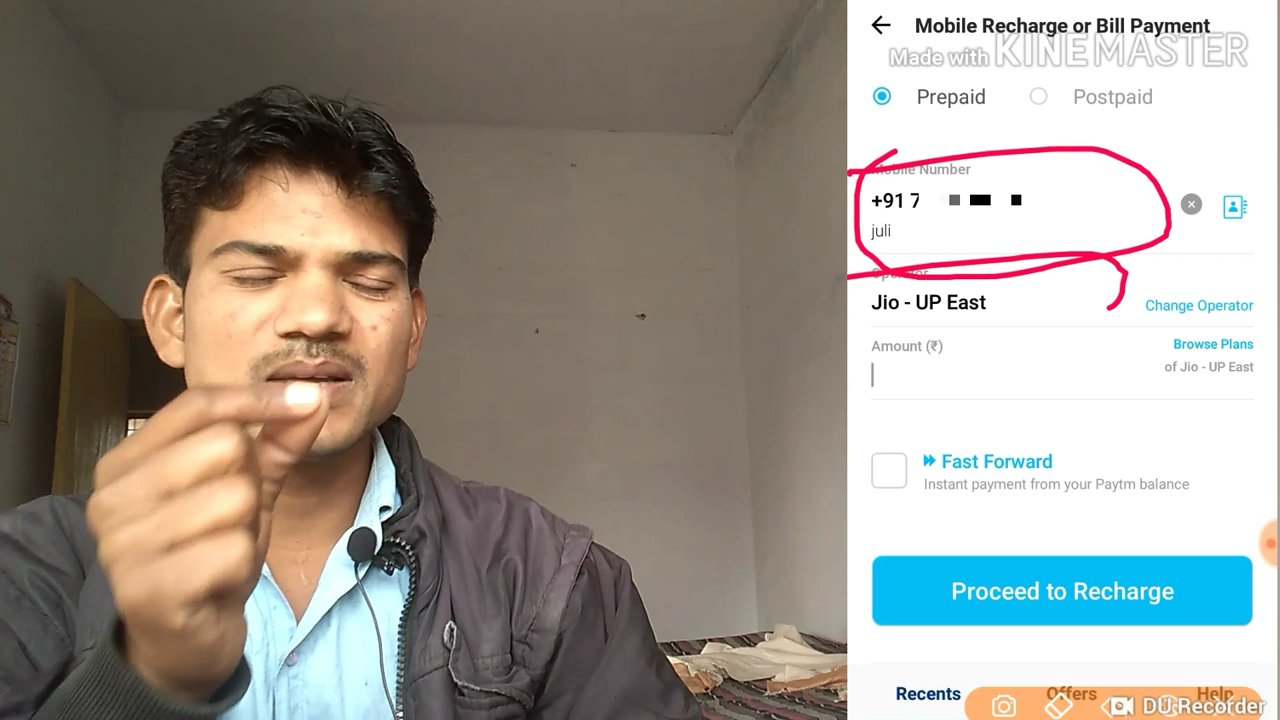 Mobile Recharge or Bill Payment
Made with KINEMASTER
Prepaid
Postpaid
Mobile Number
+91 7
juli
Operator
Jio - UP East
Change Operator
Amount (₹)
Browse Plans
of Jio - UP East
Fast Forward
Instant payment from your Paytm balance
Proceed to Recharge
Recents
Offers
Help
DU Recorder